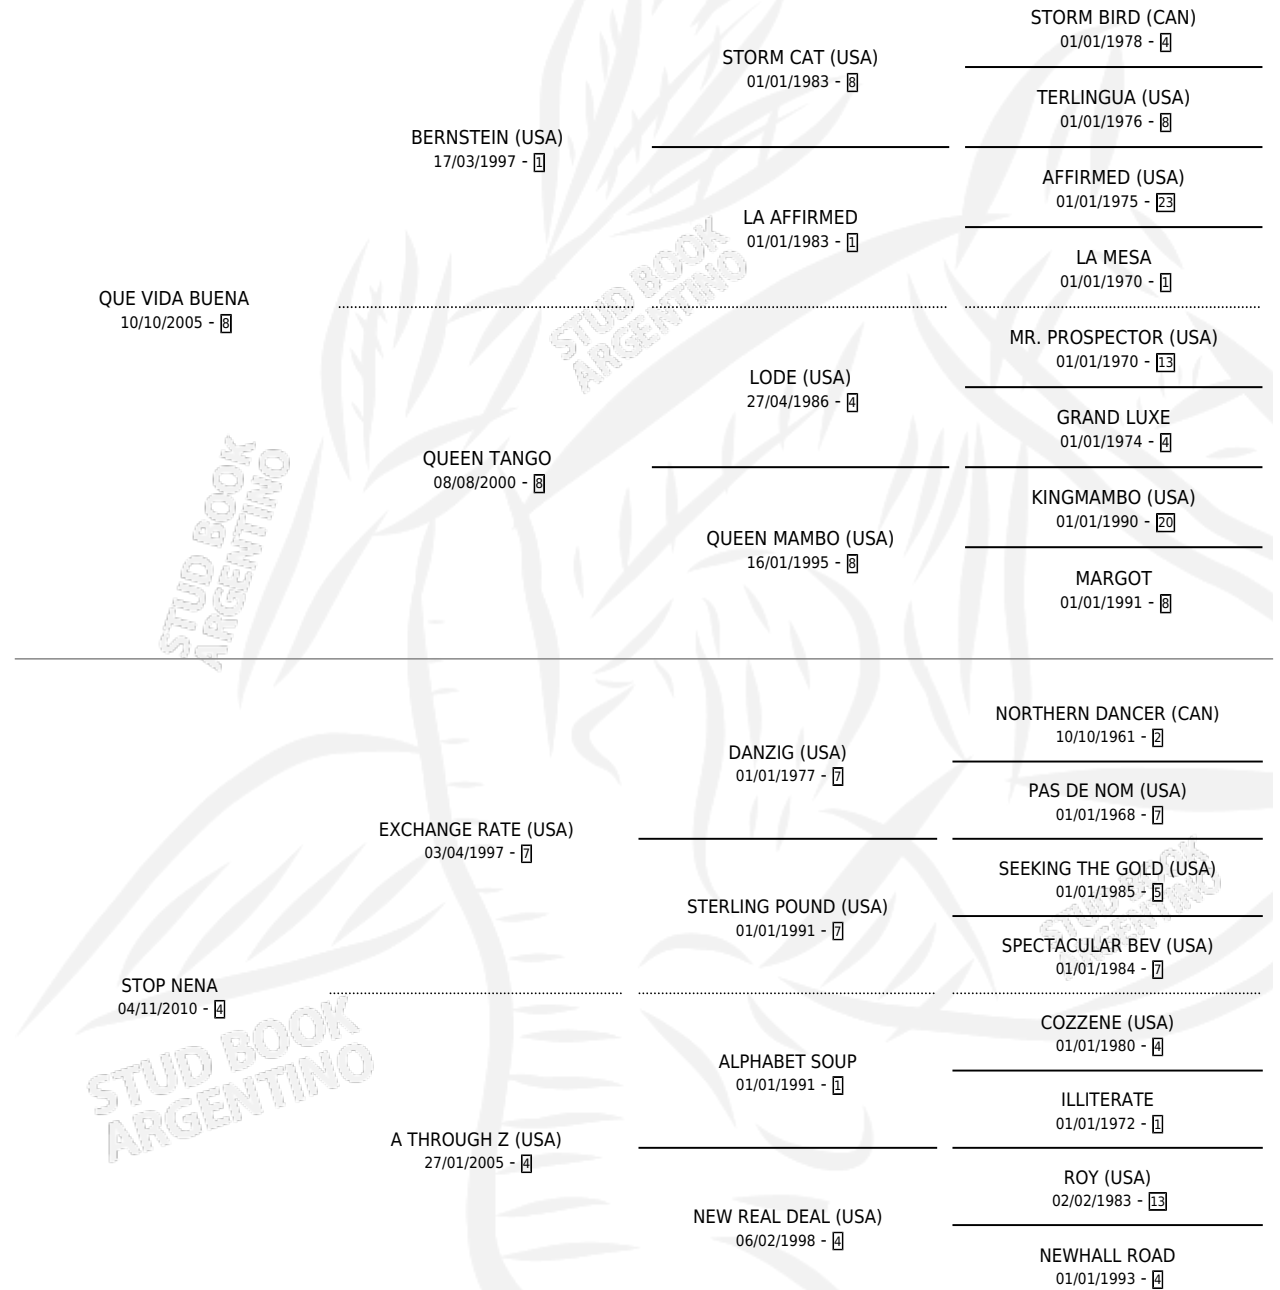 STORM BIRD (CAN)
01/01/1978 - 4
STORM CAT (USA)
01/01/1983 - 8
TERLINGUA (USA)
01/01/1976 - 8
BERNSTEIN (USA)
17/03/1997 - 1
AFFIRMED (USA)
01/01/1975 - 23
LA AFFIRMED
01/01/1983 - 1
LA MESA
01/01/1970 - 1
QUE VIDA BUENA
10/10/2005 - 8
MR. PROSPECTOR (USA)
01/01/1970 - 13
LODE (USA)
27/04/1986 - 4
GRAND LUXE
01/01/1974 - 4
QUEEN TANGO
08/08/2000 - 8
KINGMAMBO (USA)
01/01/1990 - 20
QUEEN MAMBO (USA)
16/01/1995 - 8
MARGOT
01/01/1991 - 8
NORTHERN DANCER (CAN)
10/10/1961 - 2
DANZIG (USA)
01/01/1977 - 7
PAS DE NOM (USA)
01/01/1968 - 7
EXCHANGE RATE (USA)
03/04/1997 - 7
SEEKING THE GOLD (USA)
01/01/1985 - 5
STERLING POUND (USA)
01/01/1991 - 7
SPECTACULAR BEV (USA)
01/01/1984 - 7
STOP NENA
04/11/2010 - 4
COZZENE (USA)
01/01/1980 - 4
ALPHABET SOUP
01/01/1991 - 1
ILLITERATE
01/01/1972 - 1
A THROUGH Z (USA)
27/01/2005 - 4
ROY (USA)
02/02/1983 - 13
NEW REAL DEAL (USA)
06/02/1998 - 4
NEWHALL ROAD
01/01/1993 - 4
STUD BOOK
ARGENTINO
STUD BOOK
ARGENTINO
STUD BOOK
ARGENTINO
STUD BOOK
ARGENTINO